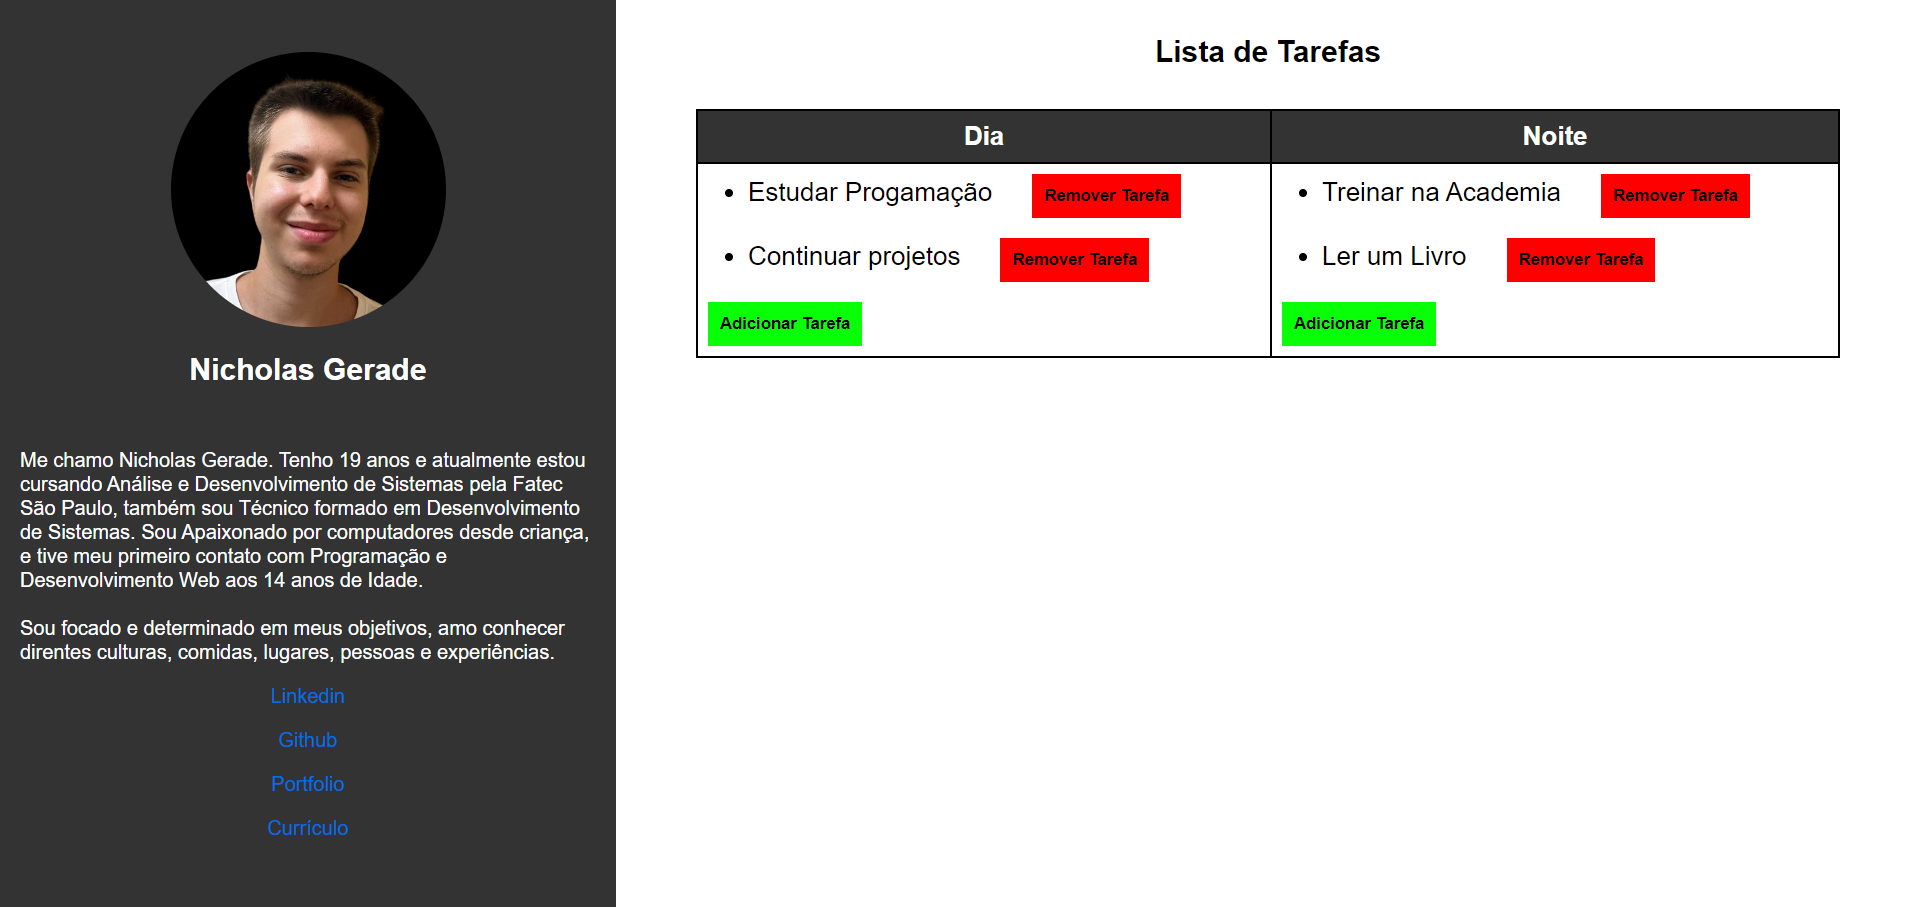 Nicholas Gerade
Me chamo Nicholas Gerade. Tenho 19 anos e atualmente estou
cursando Análise e Desenvolvimento de Sistemas pela Fatec
São Paulo, também sou Técnico formado em Desenvolvimento
de Sistemas. Sou Apaixonado por computadores desde criança,
e tive meu primeiro contato com Programação e
Desenvolvimento Web aos 14 anos de Idade.
Sou focado e determinado em meus objetivos, amo conhecer
direntes culturas, comidas, lugares, pessoas e experiências.
Linkedin
Github
Portfolio
Currículo
Lista de Tarefas
Dia
Estudar Progamação Remover Tarefa
Continuar projetos Remover Tarefa
Adicionar Tarefa
Noite
Treinar na Academia Remover Tarefa
Ler um Livro Remover Tarefa
Adicionar Tarefa